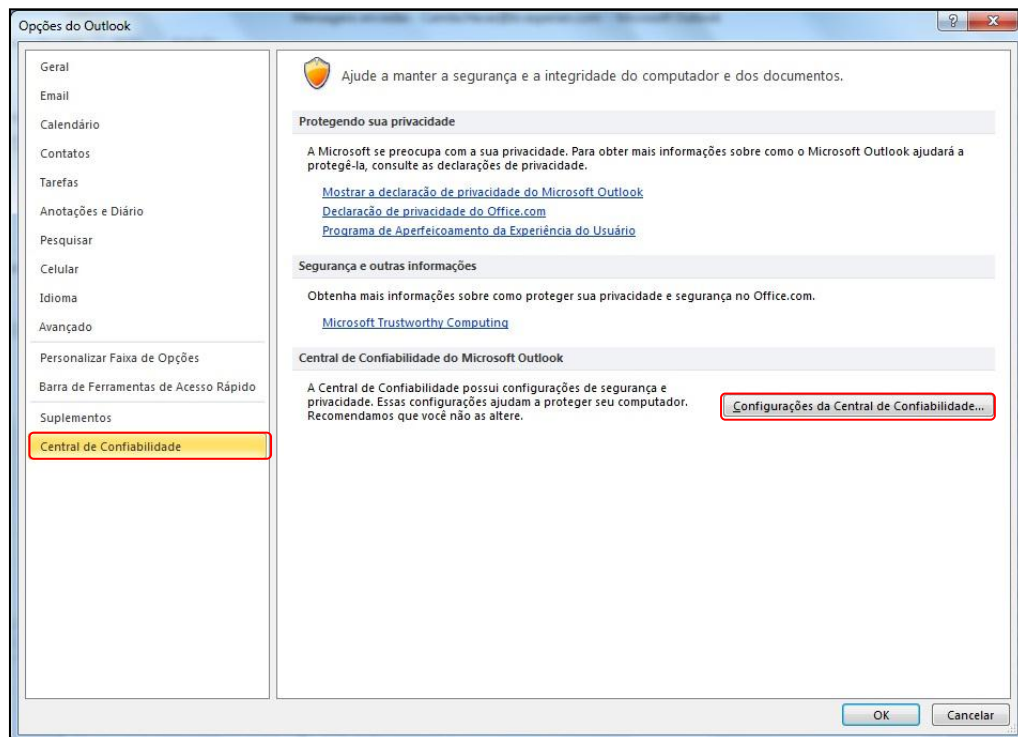 Opções do Outlook
Geral
Email
Calendário
Contatos
Tarefas
Anotações e Diário
Pesquisar
Celular
Idioma
Avançado
Personalizar Faixa de Opções
Barra de Ferramentas de Acesso Rápido
Suplementos
Central de Confiabilidade
Ajude a manter a segurança e a integridade do computador e dos documentos.
Protegendo sua privacidade
A Microsoft se preocupa com a sua privacidade. Para obter mais informações sobre como o Microsoft Outlook ajudará a
protegê-la, consulte as declarações de privacidade.
Mostrar a declaração de privacidade do Microsoft Outlook
Declaração de privacidade do Office.com
Programa de Aperfeicoamento da Experiência do Usuário
Segurança e outras informações
Obtenha mais informações sobre como proteger sua privacidade e segurança no Office.com.
Microsoft Trustworthy Computing
Central de Confiabilidade do Microsoft Outlook
A Central de Confiabilidade possui configurações de segurança e
privacidade. Essas configurações ajudam a proteger seu computador.
Recomendamos que você não as altere.
Configurações da Central de Confiabilidade...
OK
Cancelar